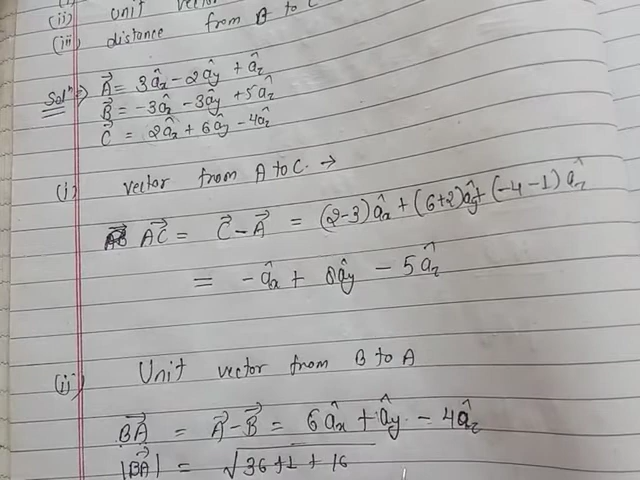 (ii) unit vector
(iii) distance from B to C
Solⁿ:→ A⃗ = 3âx − 2ây + âz
B⃗ = −3âx − 3ây + 5âz
C⃗ = 2âx + 6ây − 4âz
(i) vector from A to C. →
AC⃗ = C⃗ − A⃗ = (2−3)âx + (6+2)ây + (−4−1)âz
= −âx + 8ây − 5âz
(ii) Unit vector from B to A
BA⃗ = A⃗ − B⃗ = 6âx + ây − 4âz
|BA⃗| = √36+1+16